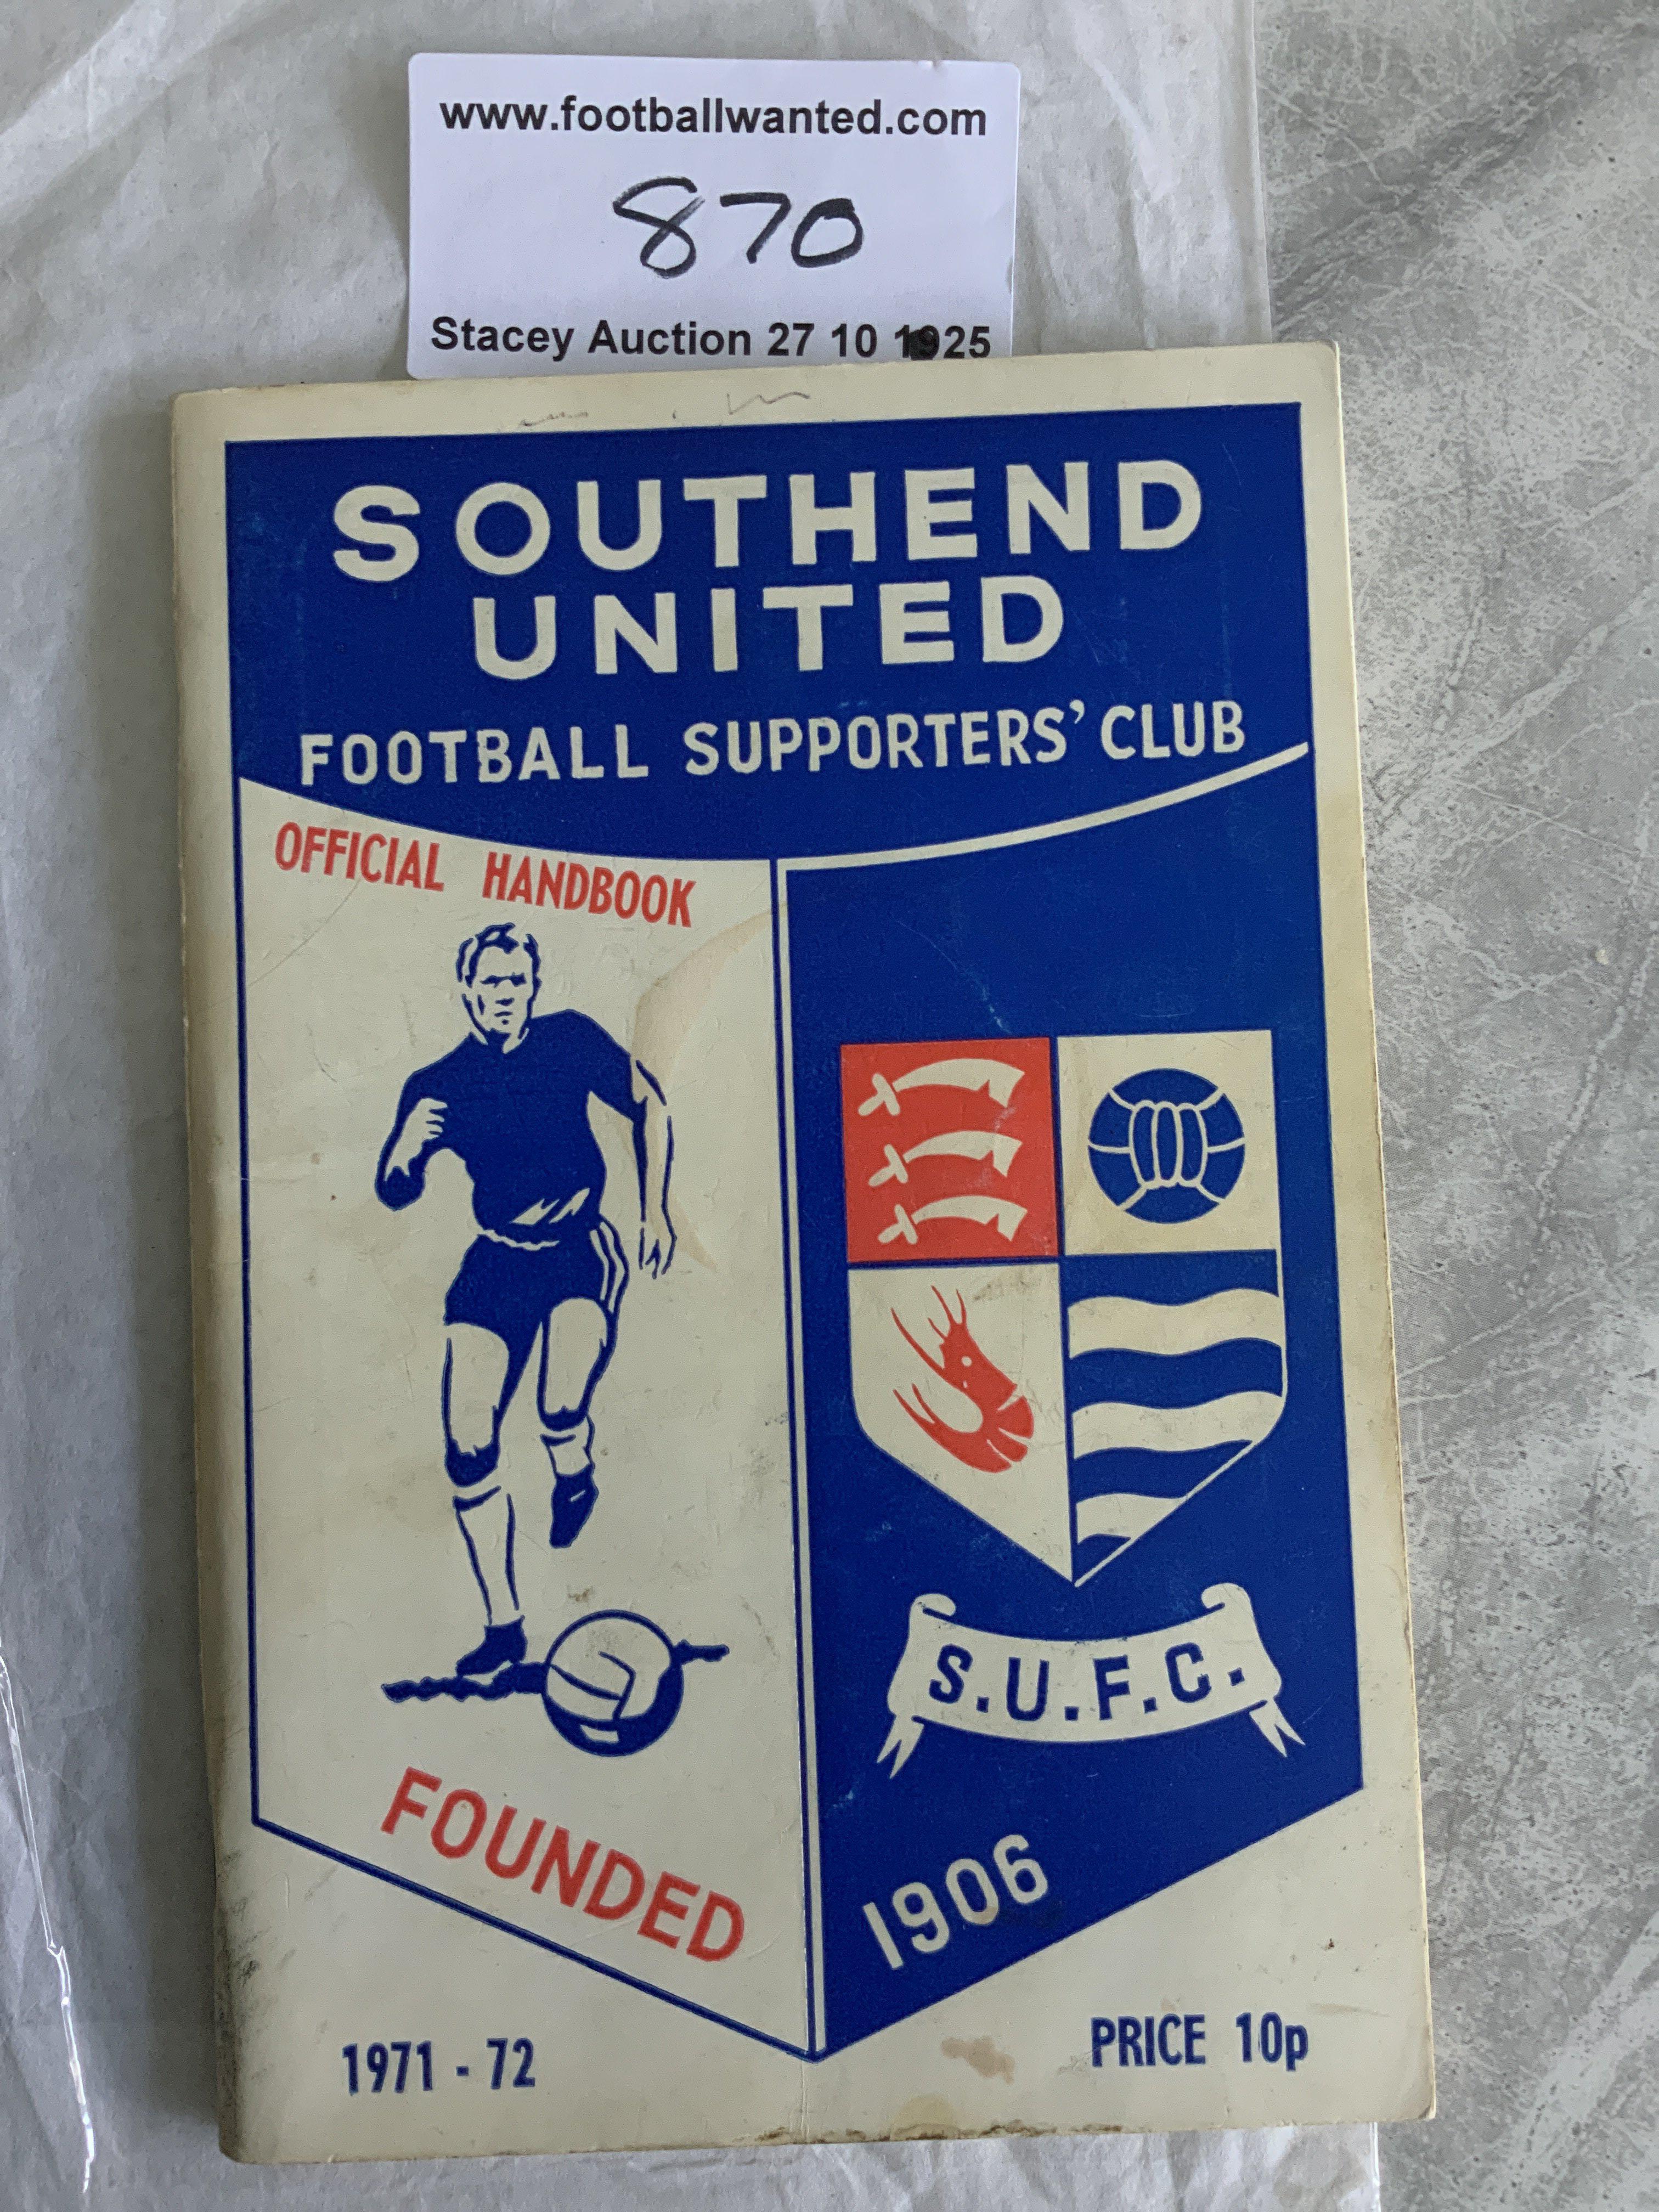 www.footballwanted.com
870
Stacey Auction 27 10 1925
SOUTHEND
UNITED
FOOTBALL SUPPORTERS' CLUB
OFFICIAL HANDBOOK
S.U.F.C.
FOUNDED 1906
1971 - 72 PRICE 10p